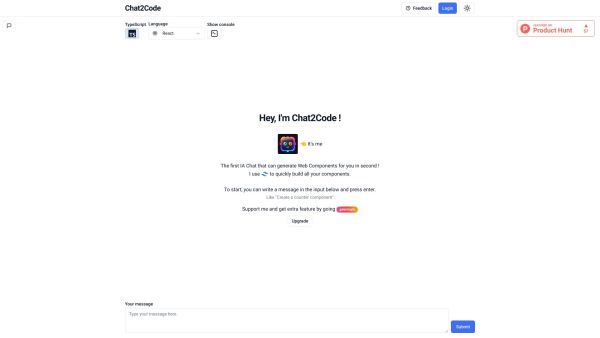 Chat2Code
Feedback
Login
TypeScript
Language
Show console
TS
React
FEATURED ON
Product Hunt
Hey, I'm Chat2Code !
👈 It's me
The first IA Chat that can generate Web Components for you in second !
I use to quickly build all your components.
To start, you can write a message in the input below and press enter.
Like "Create a counter component".
Support me and get extra feature by going
Upgrade
Your message
Type your message here.
Submit